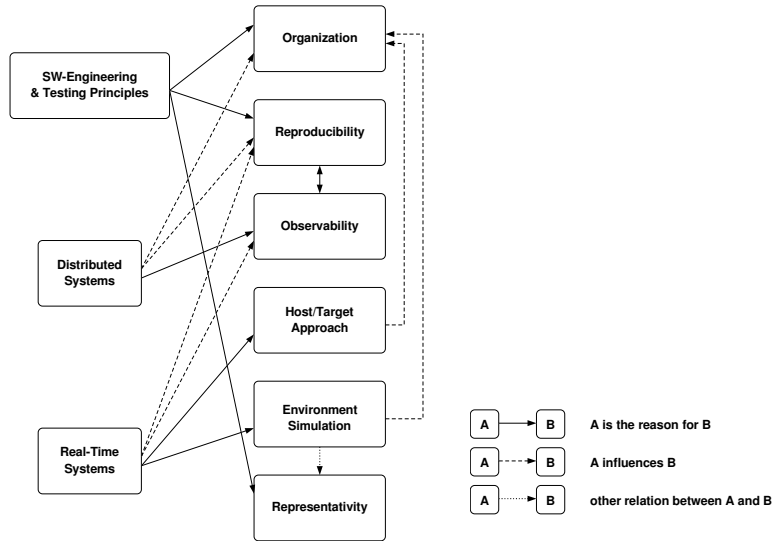 Organization
SW-Engineering
& Testing Principles
Reproducibility
Observability
Distributed
Systems
Host/Target
Approach
Environment
Simulation
Real-Time
Systems
Representativity
A B A is the reason for B
A B A influences B
A B other relation between A and B